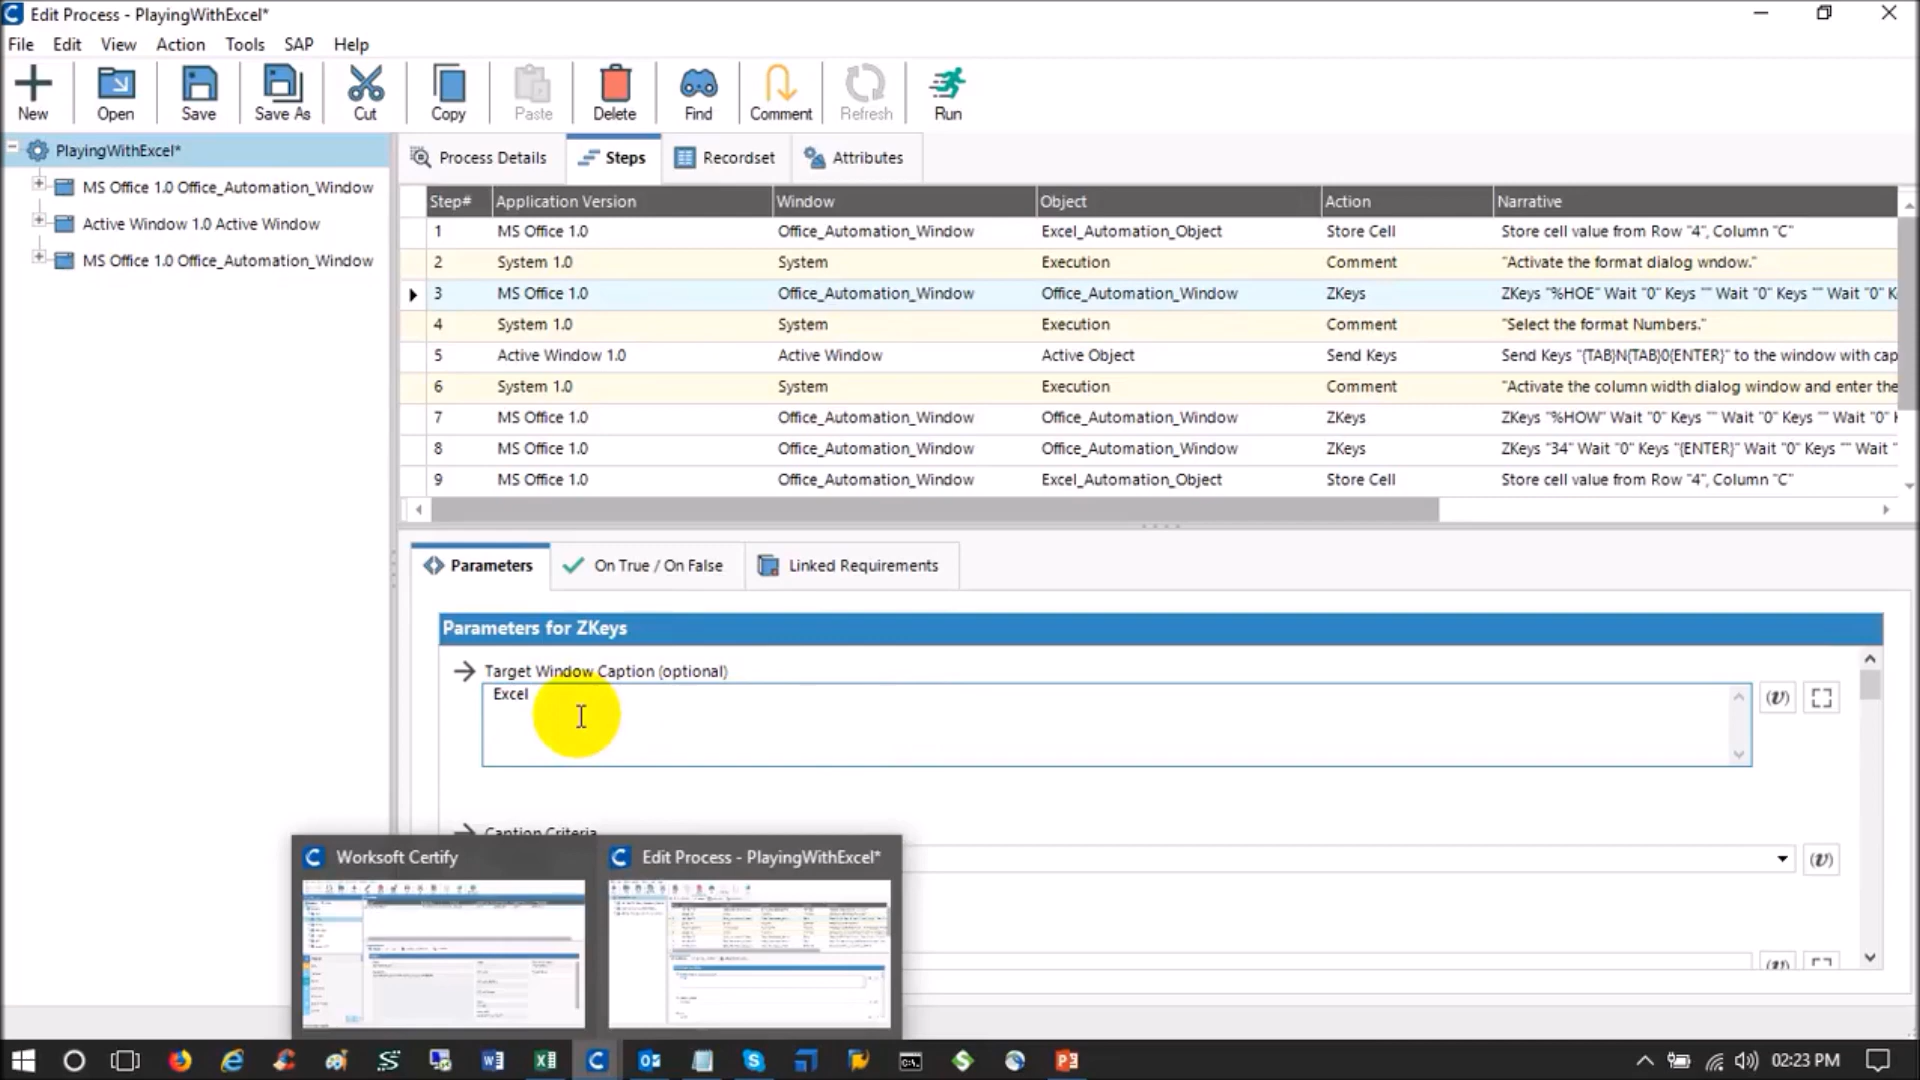 Edit Process - PlayingWithExcel*
File Edit View Action Tools SAP Help
New Open Save Save As Cut Copy Paste Delete Find Comment Refresh Run
PlayingWithExcel*
MS Office 1.0 Office_Automation_Window
Active Window 1.0 Active Window
MS Office 1.0 Office_Automation_Window
Process Details Steps Recordset Attributes
Step# Application Version Window Object Action Narrative
1 MS Office 1.0 Office_Automation_Window Excel_Automation_Object Store Cell Store cell value from Row "4", Column "C"
2 System 1.0 System Execution Comment "Activate the format dialog wndow."
3 MS Office 1.0 Office_Automation_Window Office_Automation_Window ZKeys ZKeys "%HOE" Wait "0" Keys "" Wait "0" Keys "" Wait "0" K
4 System 1.0 System Execution Comment "Select the format Numbers."
5 Active Window 1.0 Active Window Active Object Send Keys Send Keys "{TAB}N{TAB}0{ENTER}" to the window with cap
6 System 1.0 System Execution Comment "Activate the column width dialog window and enter the
7 MS Office 1.0 Office_Automation_Window Office_Automation_Window ZKeys ZKeys "%HOW" Wait "0" Keys "" Wait "0" Keys "" Wait "0"
8 MS Office 1.0 Office_Automation_Window Office_Automation_Window ZKeys ZKeys "34" Wait "0" Keys "{ENTER}" Wait "0" Keys "" Wait "
9 MS Office 1.0 Office_Automation_Window Excel_Automation_Object Store Cell Store cell value from Row "4", Column "C"
Parameters On True / On False Linked Requirements
Parameters for ZKeys
Target Window Caption (optional)
Excel
Caption Criteria
Worksoft Certify Edit Process - PlayingWithExcel*
02:23 PM